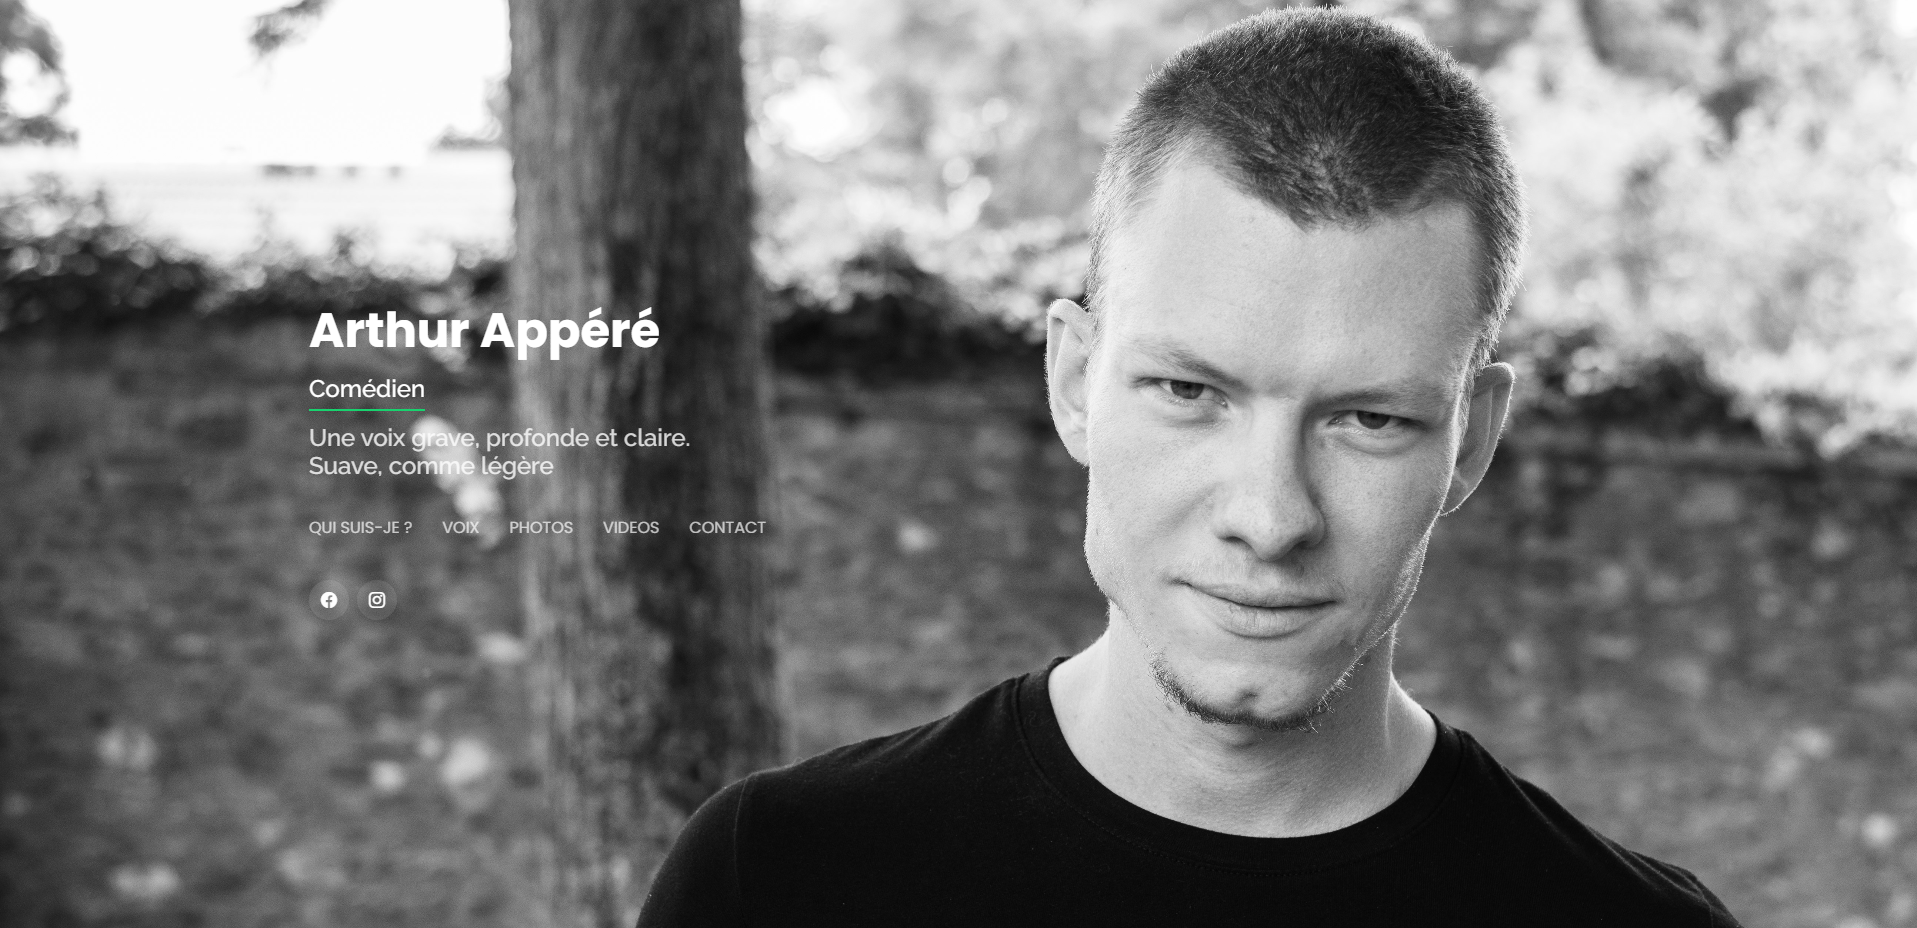 Arthur Appéré
Comédien
Une voix grave, profonde et claire.
Suave, comme légère
QUI SUIS-JE ? VOIX PHOTOS VIDEOS CONTACT